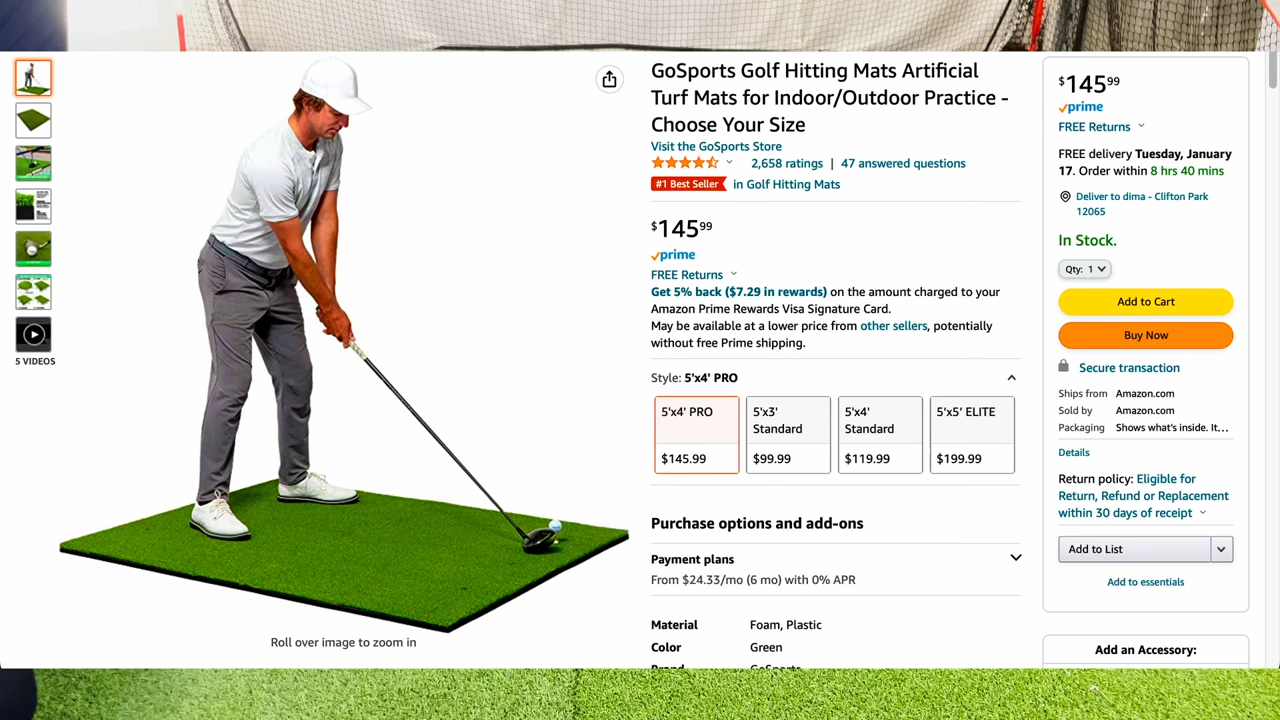 5 VIDEOS
Roll over image to zoom in
GoSports Golf Hitting Mats Artificial
Turf Mats for Indoor/Outdoor Practice -
Choose Your Size
Visit the GoSports Store
2,658 ratings | 47 answered questions
#1 Best Seller in Golf Hitting Mats
$145 99
prime
FREE Returns
Get 5% back ($7.29 in rewards) on the amount charged to your
Amazon Prime Rewards Visa Signature Card.
May be available at a lower price from other sellers, potentially
without free Prime shipping.
Style: 5'x4' PRO
5'x4' PRO
$145.99
5'x3'
Standard
$99.99
5'x4'
Standard
$119.99
5'x5' ELITE
$199.99
Purchase options and add-ons
Payment plans
From $24.33/mo (6 mo) with 0% APR
Material Foam, Plastic
Color Green
Brand GoSports
$145 99
prime
FREE Returns
FREE delivery Tuesday, January
17. Order within 8 hrs 40 mins
Deliver to dima - Clifton Park
12065
In Stock.
Qty: 1
Add to Cart
Buy Now
Secure transaction
Ships from Amazon.com
Sold by Amazon.com
Packaging Shows what's inside. It...
Details
Return policy: Eligible for
Return, Refund or Replacement
within 30 days of receipt
Add to List
Add to essentials
Add an Accessory: